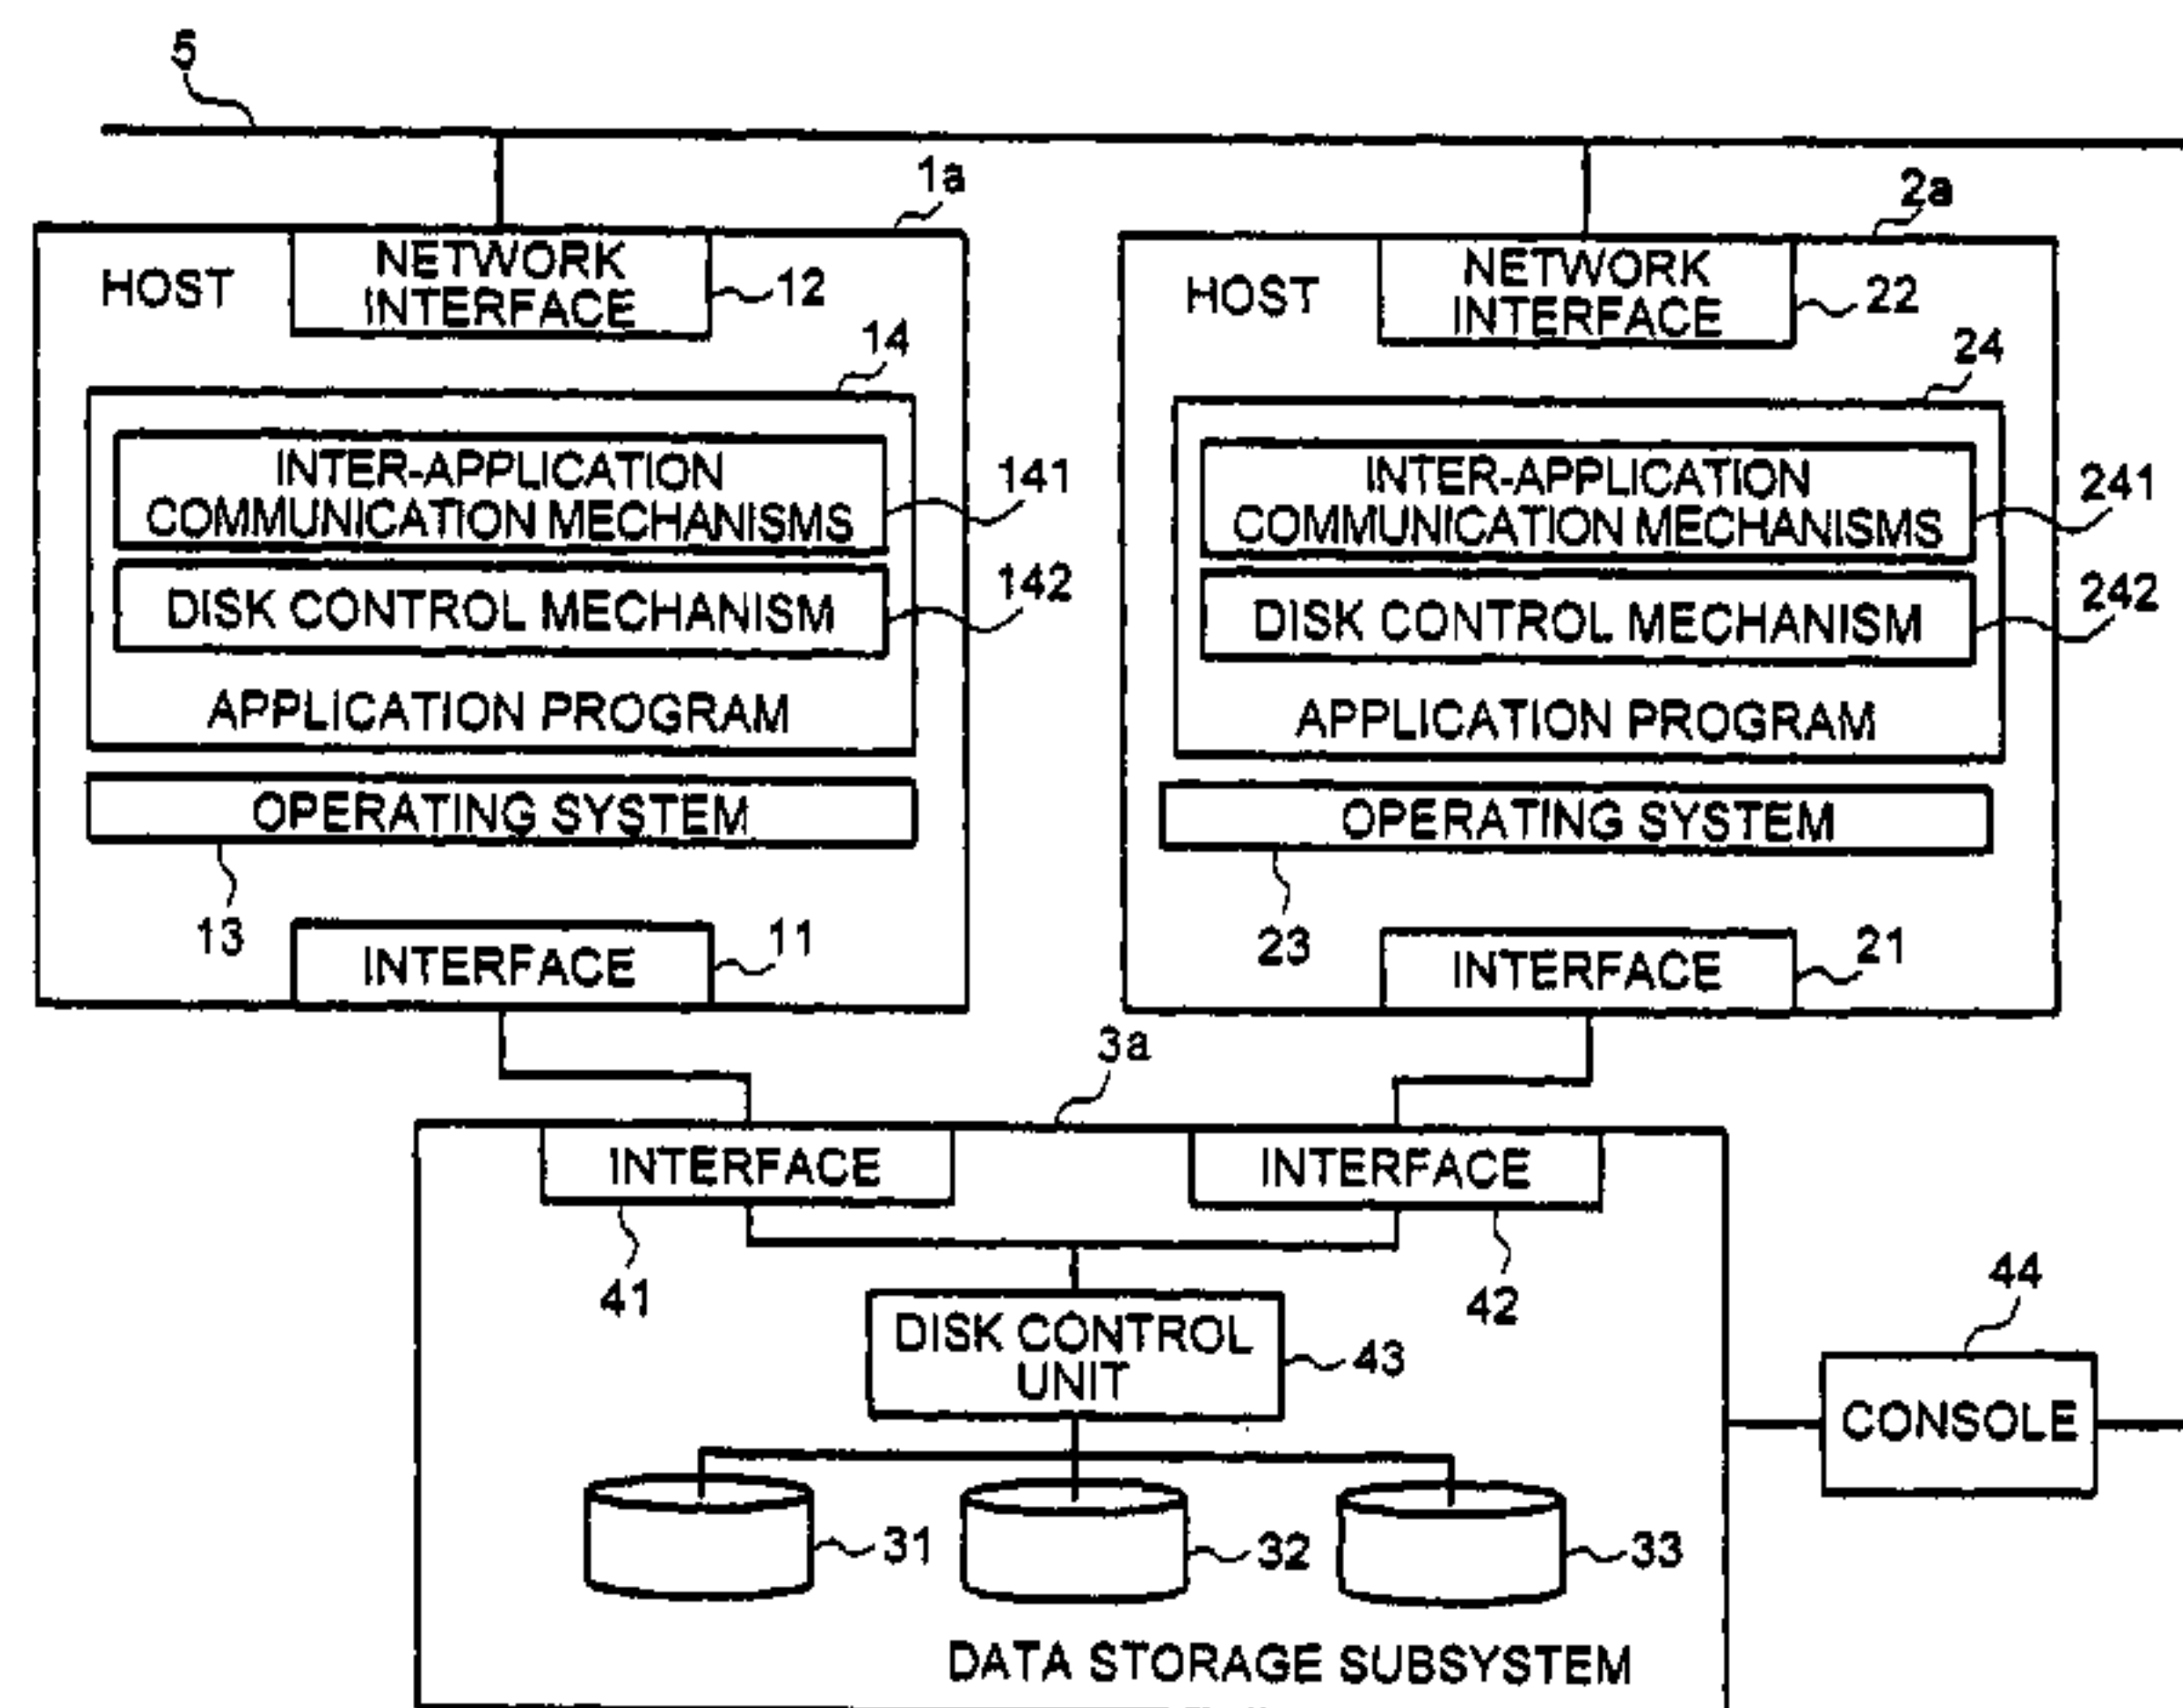 5
1a
2a
HOST
NETWORK
INTERFACE
12
HOST
NETWORK
INTERFACE
22
14
24
INTER-APPLICATION
COMMUNICATION MECHANISMS
141
INTER-APPLICATION
COMMUNICATION MECHANISMS
241
DISK CONTROL MECHANISM
142
DISK CONTROL MECHANISM
242
APPLICATION PROGRAM
APPLICATION PROGRAM
OPERATING SYSTEM
OPERATING SYSTEM
13
INTERFACE
11
23
INTERFACE
21
3a
INTERFACE
INTERFACE
41
42
DISK CONTROL
UNIT
43
44
CONSOLE
31
32
33
DATA STORAGE SUBSYSTEM